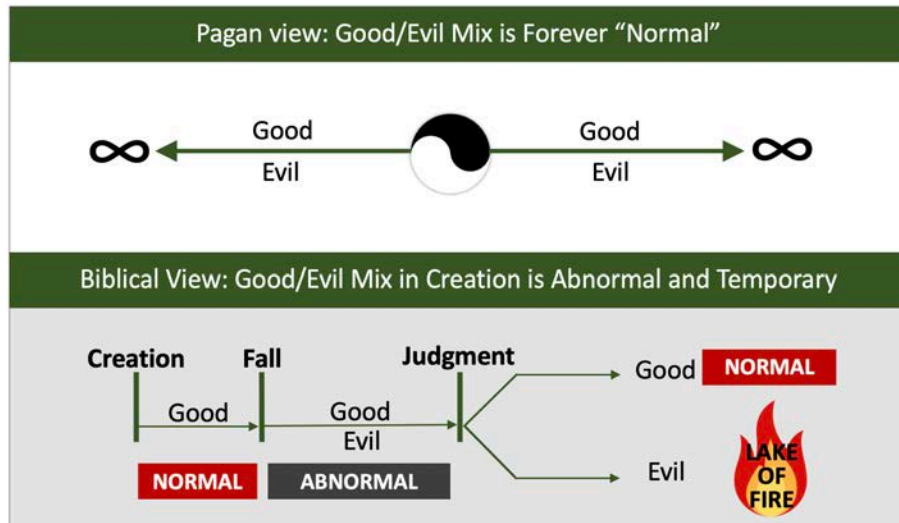 Pagan view: Good/Evil Mix is Forever “Normal”
∞ Good Good ∞
Evil Evil
Biblical View: Good/Evil Mix in Creation is Abnormal and Temporary
Creation Fall Judgment
Good NORMAL
Good Good
Evil
NORMAL ABNORMAL
Evil
LAKE
OF
FIRE